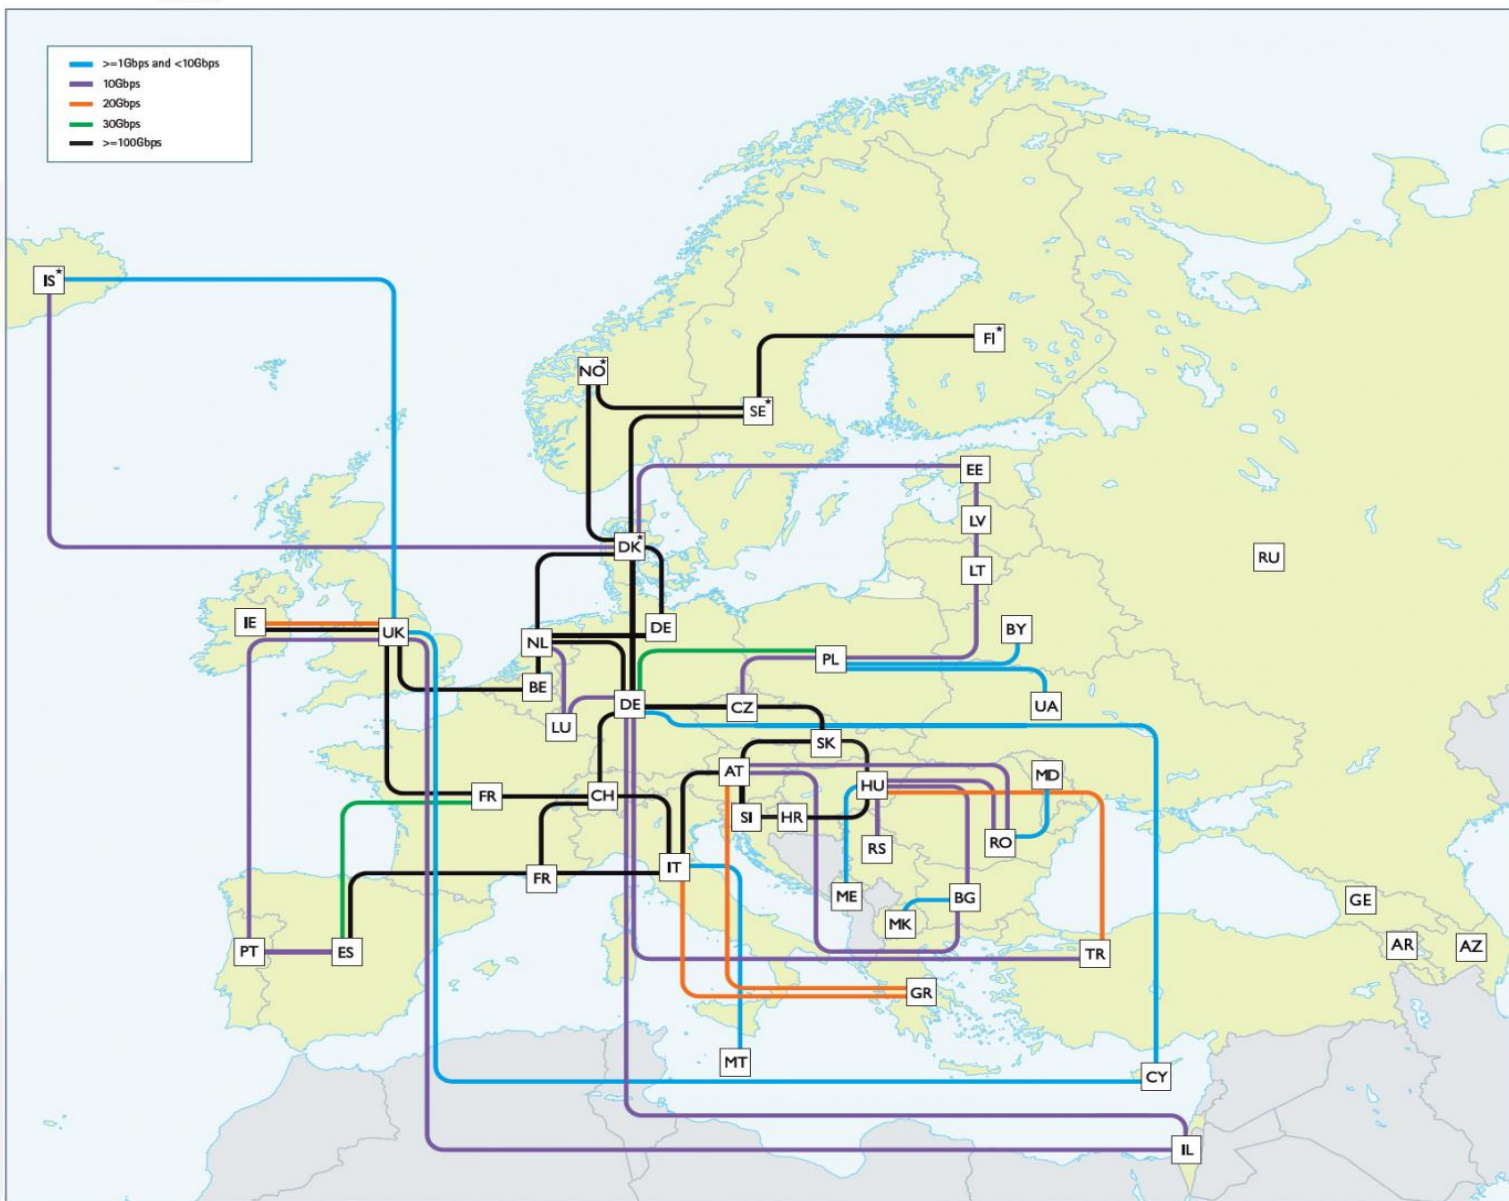 >=1Gbps and <10Gbps
10Gbps
20Gbps
30Gbps
>=100Gbps
IS*
FI*
NO*
SE*
EE
LV
DK*
RU
LT
IE
UK
DE
BY
NL
PL
BE
DE
CZ
UA
LU
SK
AT
MD
HU
FR
CH
SI
HR
RO
RS
IT
FR
ME
BG
GE
MK
AR
AZ
PT
ES
TR
GR
MT
CY
IL